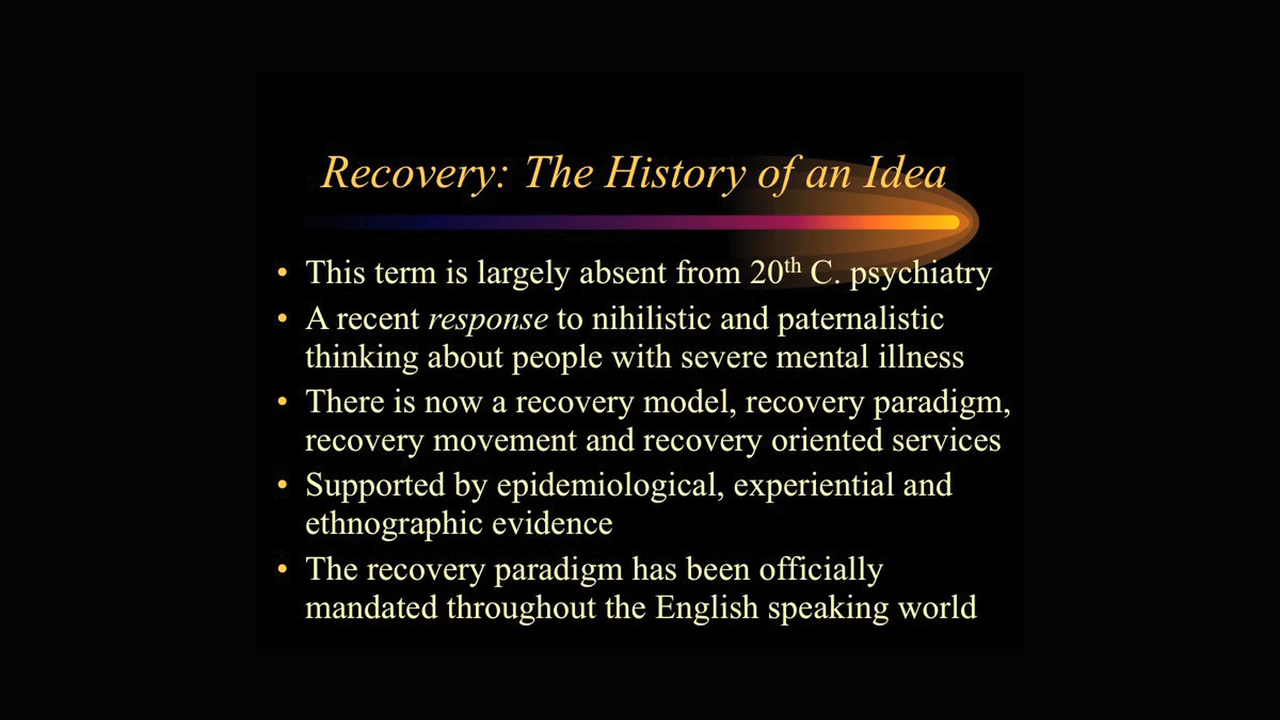 Recovery: The History of an Idea
• This term is largely absent from 20th C. psychiatry
• A recent response to nihilistic and paternalistic
thinking about people with severe mental illness
• There is now a recovery model, recovery paradigm,
recovery movement and recovery oriented services
• Supported by epidemiological, experiential and
ethnographic evidence
• The recovery paradigm has been officially
mandated throughout the English speaking world